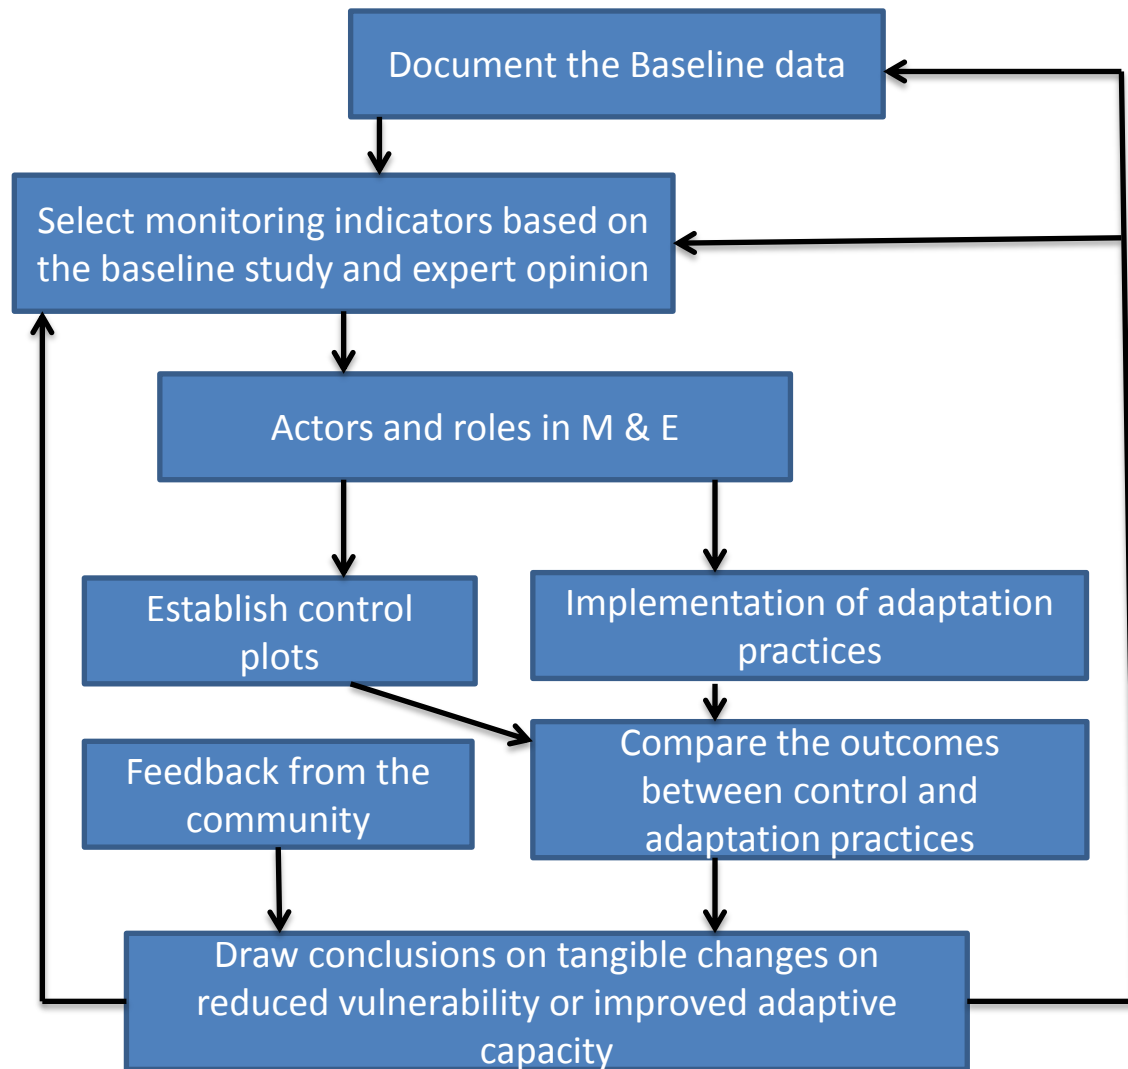 Document the Baseline data
Select monitoring indicators based on
the baseline study and expert opinion
Actors and roles in M & E
Establish control
plots
Implementation of adaptation
practices
Feedback from the
community
Compare the outcomes
between control and
adaptation practices
Draw conclusions on tangible changes on
reduced vulnerability or improved adaptive
capacity